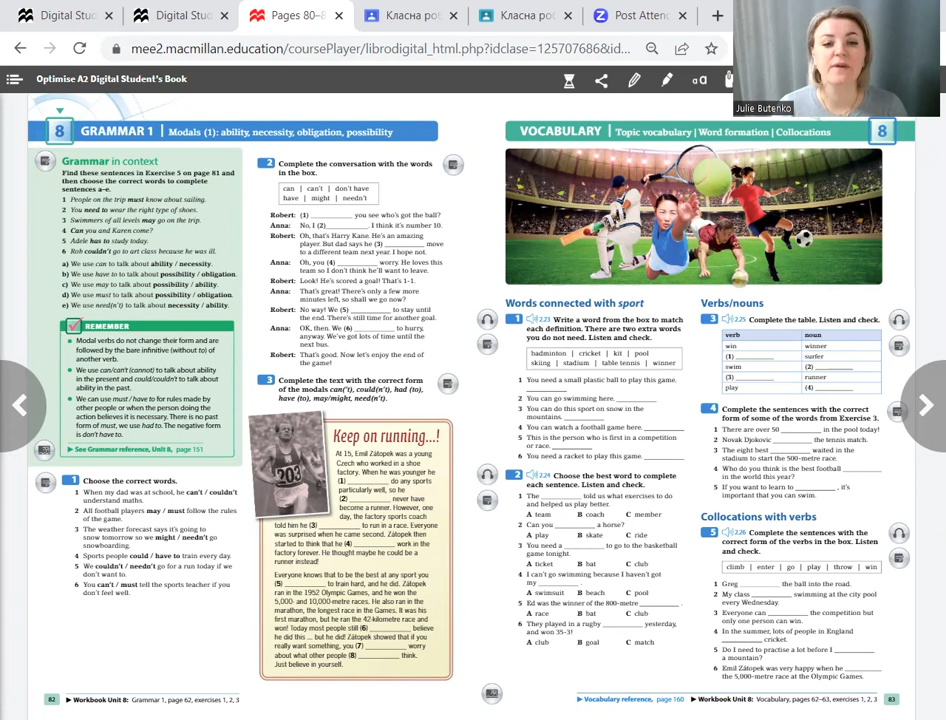 Digital Stud
Digital Stud
Pages 80–8
Класна роб
Класна роб
Post Attend
mee2.macmillan.education/coursePlayer/librodigital_html.php?idclase=125707686&id...
Optimise A2 Digital Student's Book
Julie Butenko
8 GRAMMAR 1 | Modals (1): ability, necessity, obligation, possibility
Grammar in context
Find these sentences in Exercise 5 on page 81 and
then choose the correct words to complete
sentences a–e.
1 People on the trip must know about sailing.
2 You need to wear the right type of shoes.
3 Swimmers of all levels may go on the trip.
4 Can you and Karen come?
5 Adele has to study today.
6 Rob couldn't go to art class because he was ill.
a) We use can to talk about ability / necessity.
b) We use have to to talk about possibility / obligation.
c) We use may to talk about possibility / ability.
d) We use must to talk about possibility / obligation.
e) We use need(n't) to talk about necessity / ability.
REMEMBER
• Modal verbs do not change their form and are
followed by the bare infinitive (without to) of
another verb.
• We use can/can't (cannot) to talk about ability
in the present and could/couldn't to talk about
ability in the past.
• We can use must / have to for rules made by
other people or when the person doing the
action believes it is necessary. There is no past
form of must, we use had to. The negative form
is don't have to.
▶ See Grammar reference, Unit 8, page 151
1 Choose the correct words.
1 When my dad was at school, he can't / couldn't
understand maths.
2 All football players may / must follow the rules
of the game.
3 The weather forecast says it's going to
snow tomorrow so we might / needn't go
snowboarding.
4 Sports people could / have to train every day.
5 We couldn't / needn't go for a run today if we
don't want to.
6 You can't / must tell the sports teacher if you
don't feel well.
2 Complete the conversation with the words
in the box.
can | can't | don't have
have | might | needn't
Robert: (1) ____________ you see who's got the ball?
Anna: No, I (2)____________. I think it's number 10.
Robert: Oh, that's Harry Kane. He's an amazing
player. But dad says he (3) ____________ move
to a different team next year. I hope not.
Anna: Oh, you (4) ____________ worry. He loves this
team so I don't think he'll want to leave.
Robert: Look! He's scored a goal! That's 1-1.
Anna: That's great! There's only a few more
minutes left, so shall we go now?
Robert: No way! We (5) ____________ to stay until
the end. There's still time for another goal.
Anna: OK, then. We (6) ____________ to hurry,
anyway. We've got lots of time until the
next bus.
Robert: That's good. Now let's enjoy the end of
the game!
3 Complete the text with the correct form
of the modals can('t), could(n't), had (to),
have (to), may/might, need(n't).
203
Keep on running...!
At 15, Emil Zátopek was a young
Czech who worked in a shoe
factory. When he was younger he
(1) ____________ do any sports
particularly well, so he
(2) ____________ never have
become a runner. However, one
day, the factory sports coach
told him he (3) ____________ to run in a race. Everyone
was surprised when he came second. Zátopek then
started to think that he (4) ____________ work in the
factory forever. He thought maybe he could be a
runner instead!
Everyone knows that to be the best at any sport you
(5) ____________ to train hard, and he did. Zátopek
ran in the 1952 Olympic Games, and he won the
5,000- and 10,000-metre races. He also ran in the
marathon, the longest race in the Games. It was his
first marathon, but he ran the 42-kilometre race and
won! Today most people still (6) ____________ believe
he did this ... but he did! Zátopek showed that if you
really want something, you (7) ____________ worry
about what other people (8) ____________ think.
Just believe in yourself.
82 ▶ Workbook Unit 8: Grammar 1, page 62, exercises 1, 2, 3
VOCABULARY | Topic vocabulary | Word formation | Collocations 8
Words connected with sport
1 2.23 Write a word from the box to match
each definition. There are two extra words
you do not need. Listen and check.
badminton | cricket | kit | pool
skiing | stadium | table tennis | winner
1 You need a small plastic ball to play this game.
____________
2 You can go swimming here. ____________
3 You can do this sport on snow in the
mountains. ____________
4 You can watch a football game here. ____________
5 This is the person who is first in a competition
or race. ____________
6 You need a racket to play this game. ____________
2 2.24 Choose the best word to complete
each sentence. Listen and check.
1 The ____________ told us what exercises to do
and helped us play better.
A team B coach C member
2 Can you ____________ a horse?
A play B skate C ride
3 You need a ____________ to go to the basketball
game tonight.
A ticket B bat C club
4 I can't go swimming because I haven't got
my ____________.
A swimsuit B beach C pool
5 Ed was the winner of the 800-metre ____________.
A race B bat C club
6 They played in a rugby ____________ yesterday,
and won 35-3!
A club B goal C match
Verbs/nouns
3 2.25 Complete the table. Listen and check.
verb noun
win winner
(1) ____________ surfer
swim (2) ____________
(3) ____________ runner
play (4) ____________
4 Complete the sentences with the correct
form of some of the words from Exercise 3.
1 There are over 50 ____________ in the pool today!
2 Novak Djokovic ____________ the tennis match.
3 The eight best ____________ waited in the
stadium to start the 500-metre race.
4 Who do you think is the best football ____________
in the world this year?
5 If you want to learn to ____________, it's
important that you can swim.
Collocations with verbs
5 2.26 Complete the sentences with the
correct form of the verbs in the box. Listen
and check.
climb | enter | go | play | throw | win
1 Greg ____________ the ball into the road.
2 My class ____________ swimming at the city pool
every Wednesday.
3 Everyone can ____________ the competition but
only one person can win.
4 In the summer, lots of people in England
____________ cricket.
5 Do I need to practise a lot before I ____________
a mountain?
6 Emil Zátopek was very happy when he ____________
the 5,000-metre race at the Olympic Games.
▶ Vocabulary reference, page 160 ▶ Workbook Unit 8: Vocabulary, pages 62–63, exercises 1, 2, 3 83